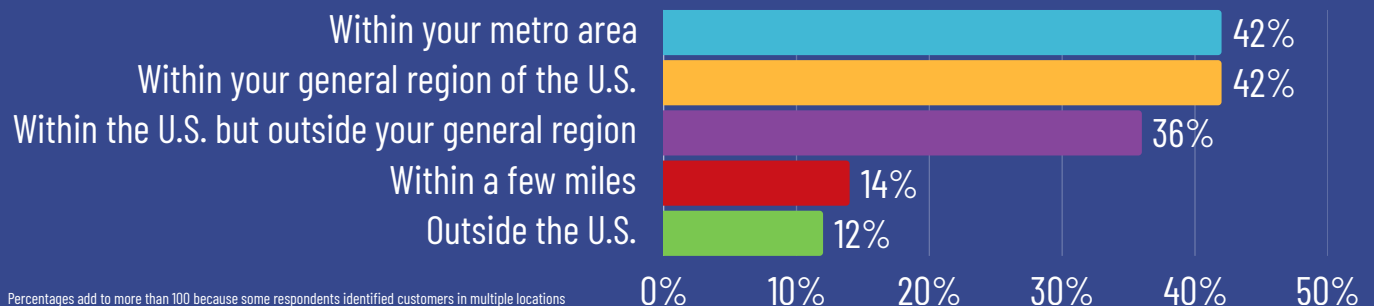 Within your metro area 42%
Within your general region of the U.S. 42%
Within the U.S. but outside your general region 36%
Within a few miles 14%
Outside the U.S. 12%
0% 10% 20% 30% 40% 50%
Percentages add to more than 100 because some respondents identified customers in multiple locations